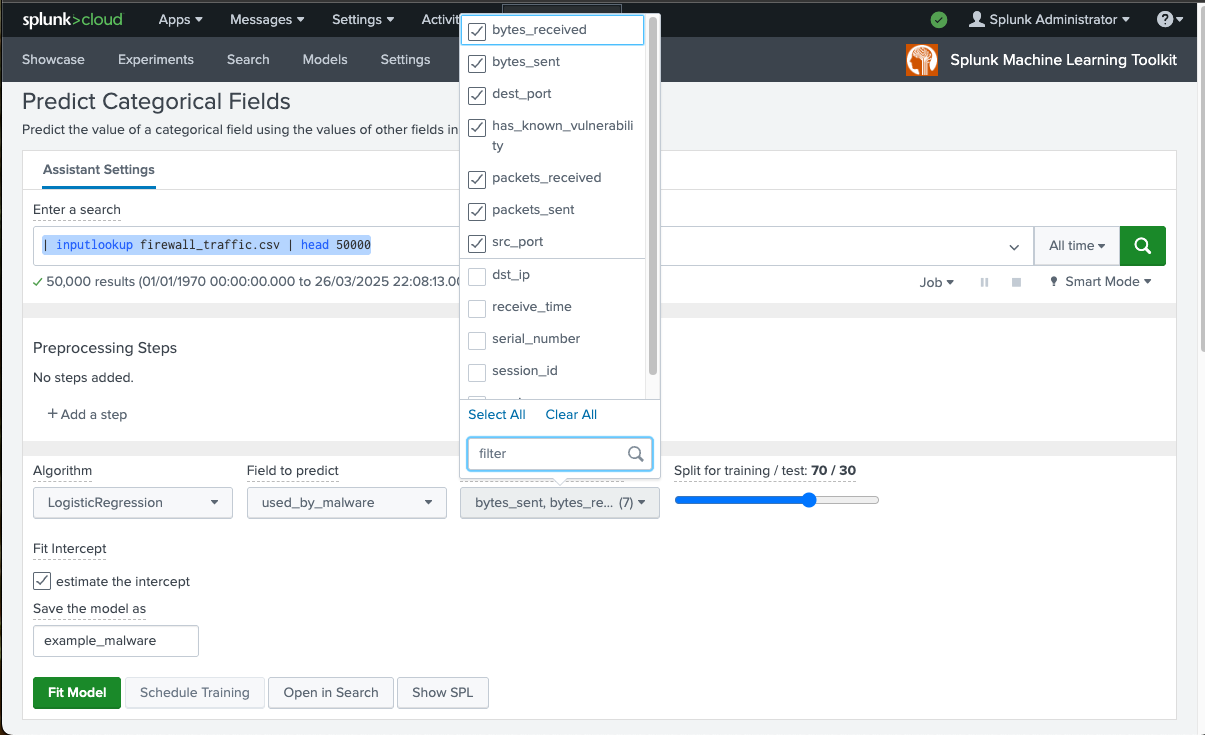 splunk>cloud Apps Messages Settings Activi Splunk Administrator ?
Showcase Experiments Search Models Settings Splunk Machine Learning Toolkit
Predict Categorical Fields
Predict the value of a categorical field using the values of other fields in
Assistant Settings
Enter a search
| inputlookup firewall_traffic.csv | head 50000
All time
50,000 results (01/01/1970 00:00:00.000 to 26/03/2025 22:08:13.00
Job Smart Mode
bytes_received
bytes_sent
dest_port
has_known_vulnerabili
ty
packets_received
packets_sent
src_port
dst_ip
receive_time
serial_number
session_id
Select All Clear All
filter
Preprocessing Steps
No steps added.
+ Add a step
Algorithm Field to predict Split for training / test: 70 / 30
LogisticRegression used_by_malware bytes_sent, bytes_re... (7)
Fit Intercept
estimate the intercept
Save the model as
example_malware
Fit Model Schedule Training Open in Search Show SPL